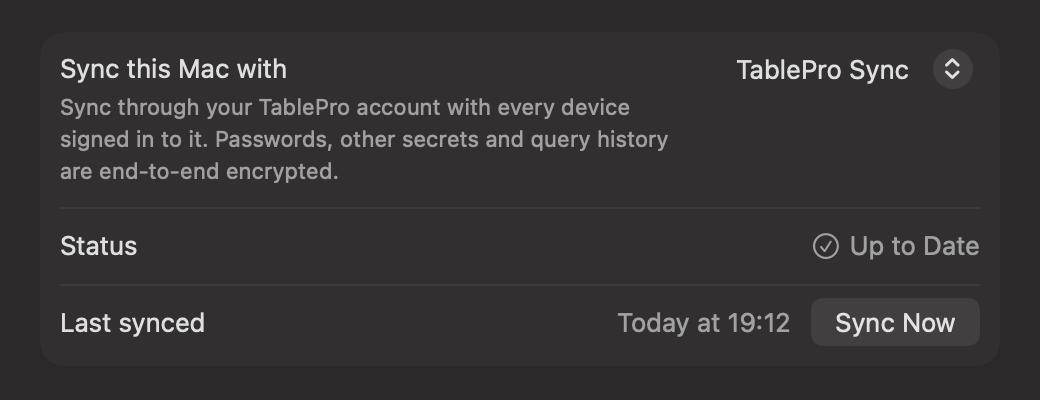 Sync this Mac with
TablePro Sync
Sync through your TablePro account with every device
signed in to it. Passwords, other secrets and query history
are end-to-end encrypted.
Status
Up to Date
Last synced
Today at 19:12
Sync Now